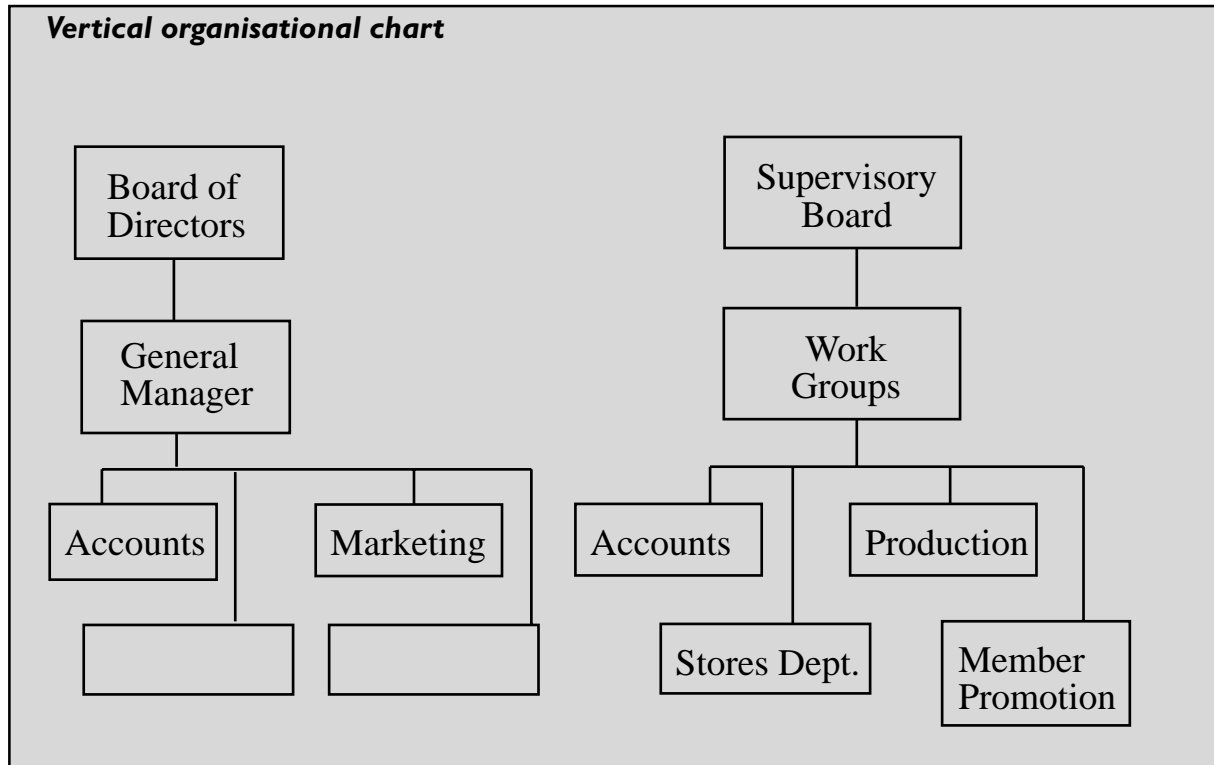 Vertical organisational chart
Board of
Directors
General
Manager
Accounts
Marketing
Supervisory
Board
Work
Groups
Accounts
Production
Stores Dept.
Member
Promotion